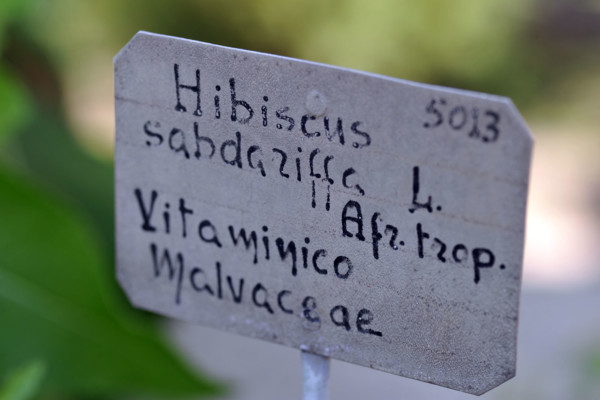 Hibiscus 5013
sabdariffa L.
Afr. trop.
Vitaminico
Malvaceae